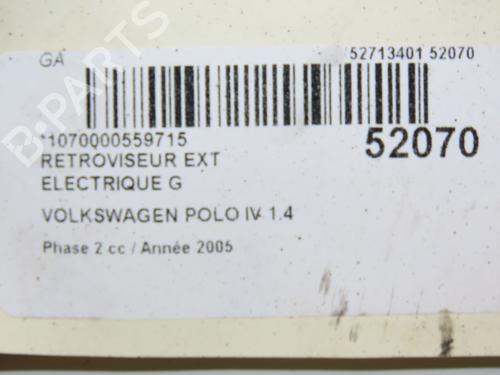 GA
52713401 52070
*1070000559715
52070
RETROVISEUR EXT
ELECTRIQUE G
VOLKSWAGEN POLO IV 1.4
Phase 2 cc / Année 2005
B-PARTS